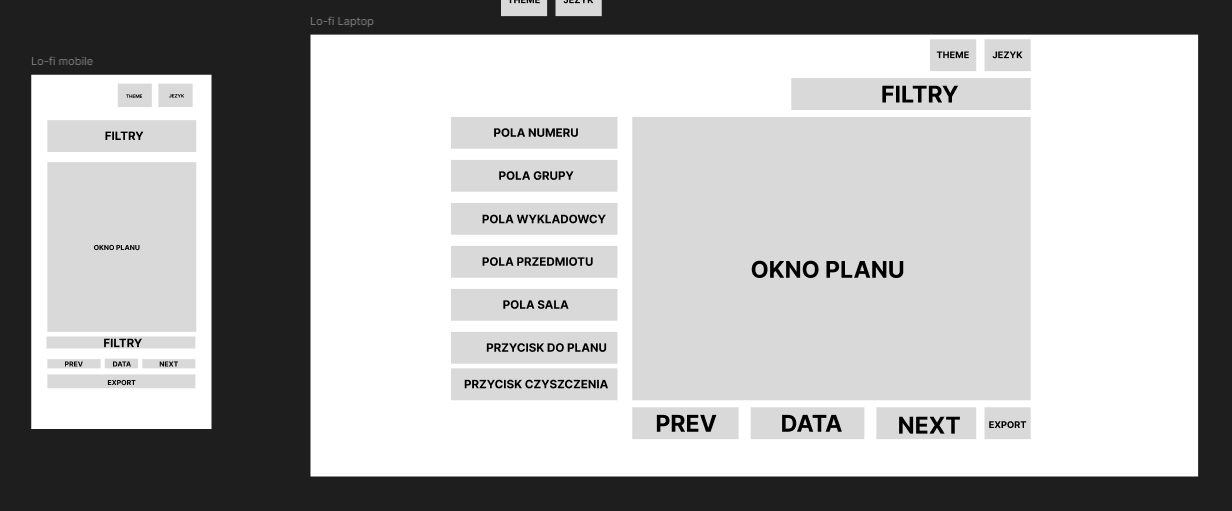 THEME
JEZYK
Lo-fi Laptop
THEME
JEZYK
FILTRY
POLA NUMERU
POLA GRUPY
POLA WYKLADOWCY
POLA PRZEDMIOTU
POLA SALA
PRZYCISK DO PLANU
PRZYCISK CZYSZCZENIA
OKNO PLANU
PREV
DATA
NEXT
EXPORT
Lo-fi mobile
THEME
JEZYK
FILTRY
OKNO PLANU
FILTRY
PREV
DATA
NEXT
EXPORT